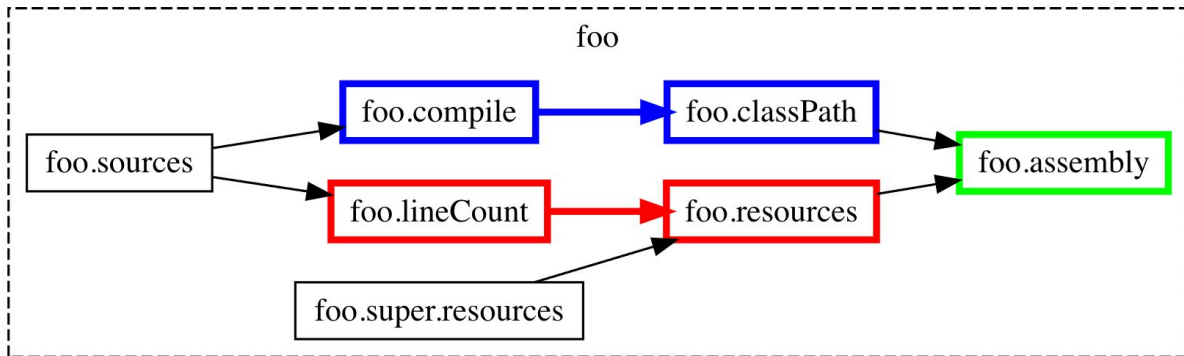 foo
foo.compile
foo.classPath
foo.sources
foo.assembly
foo.lineCount
foo.resources
foo.super.resources